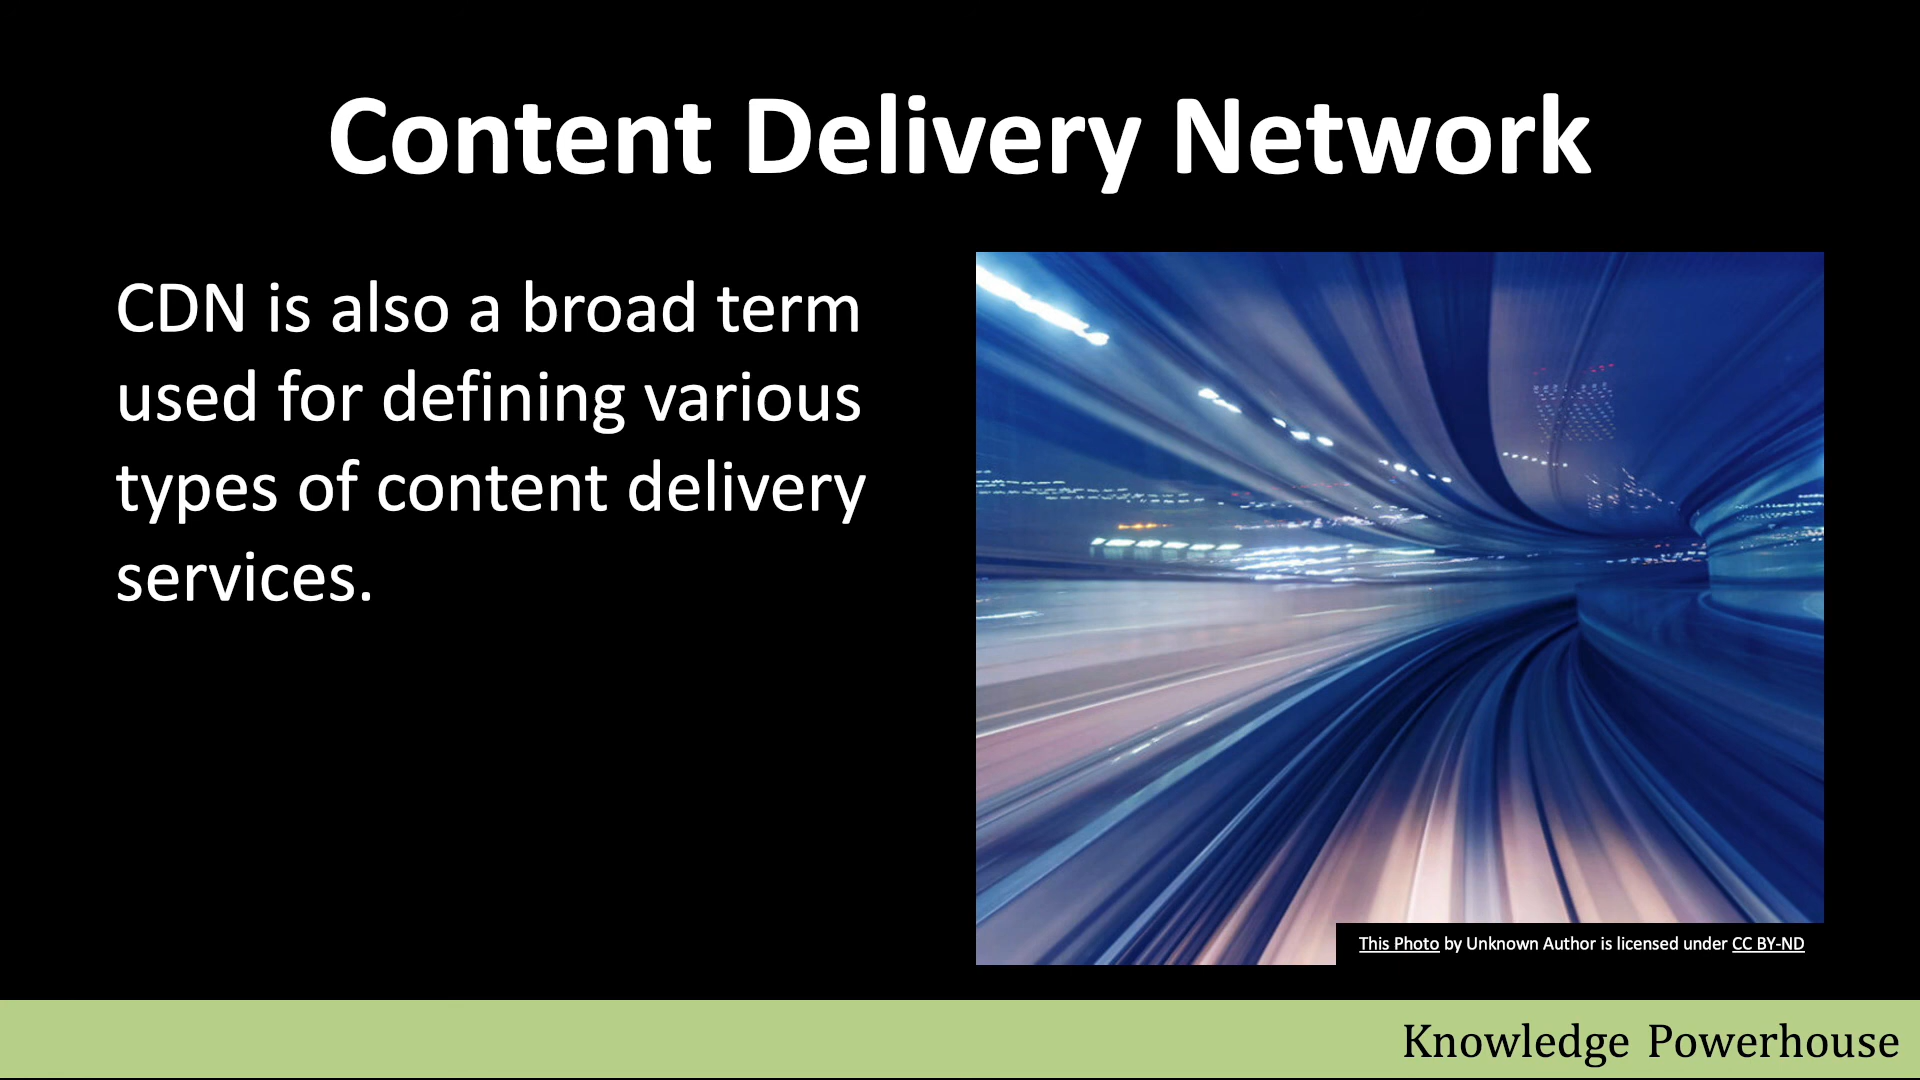 Content Delivery Network
CDN is also a broad term
used for defining various
types of content delivery
services.
This Photo by Unknown Author is licensed under CC BY-ND
Knowledge Powerhouse